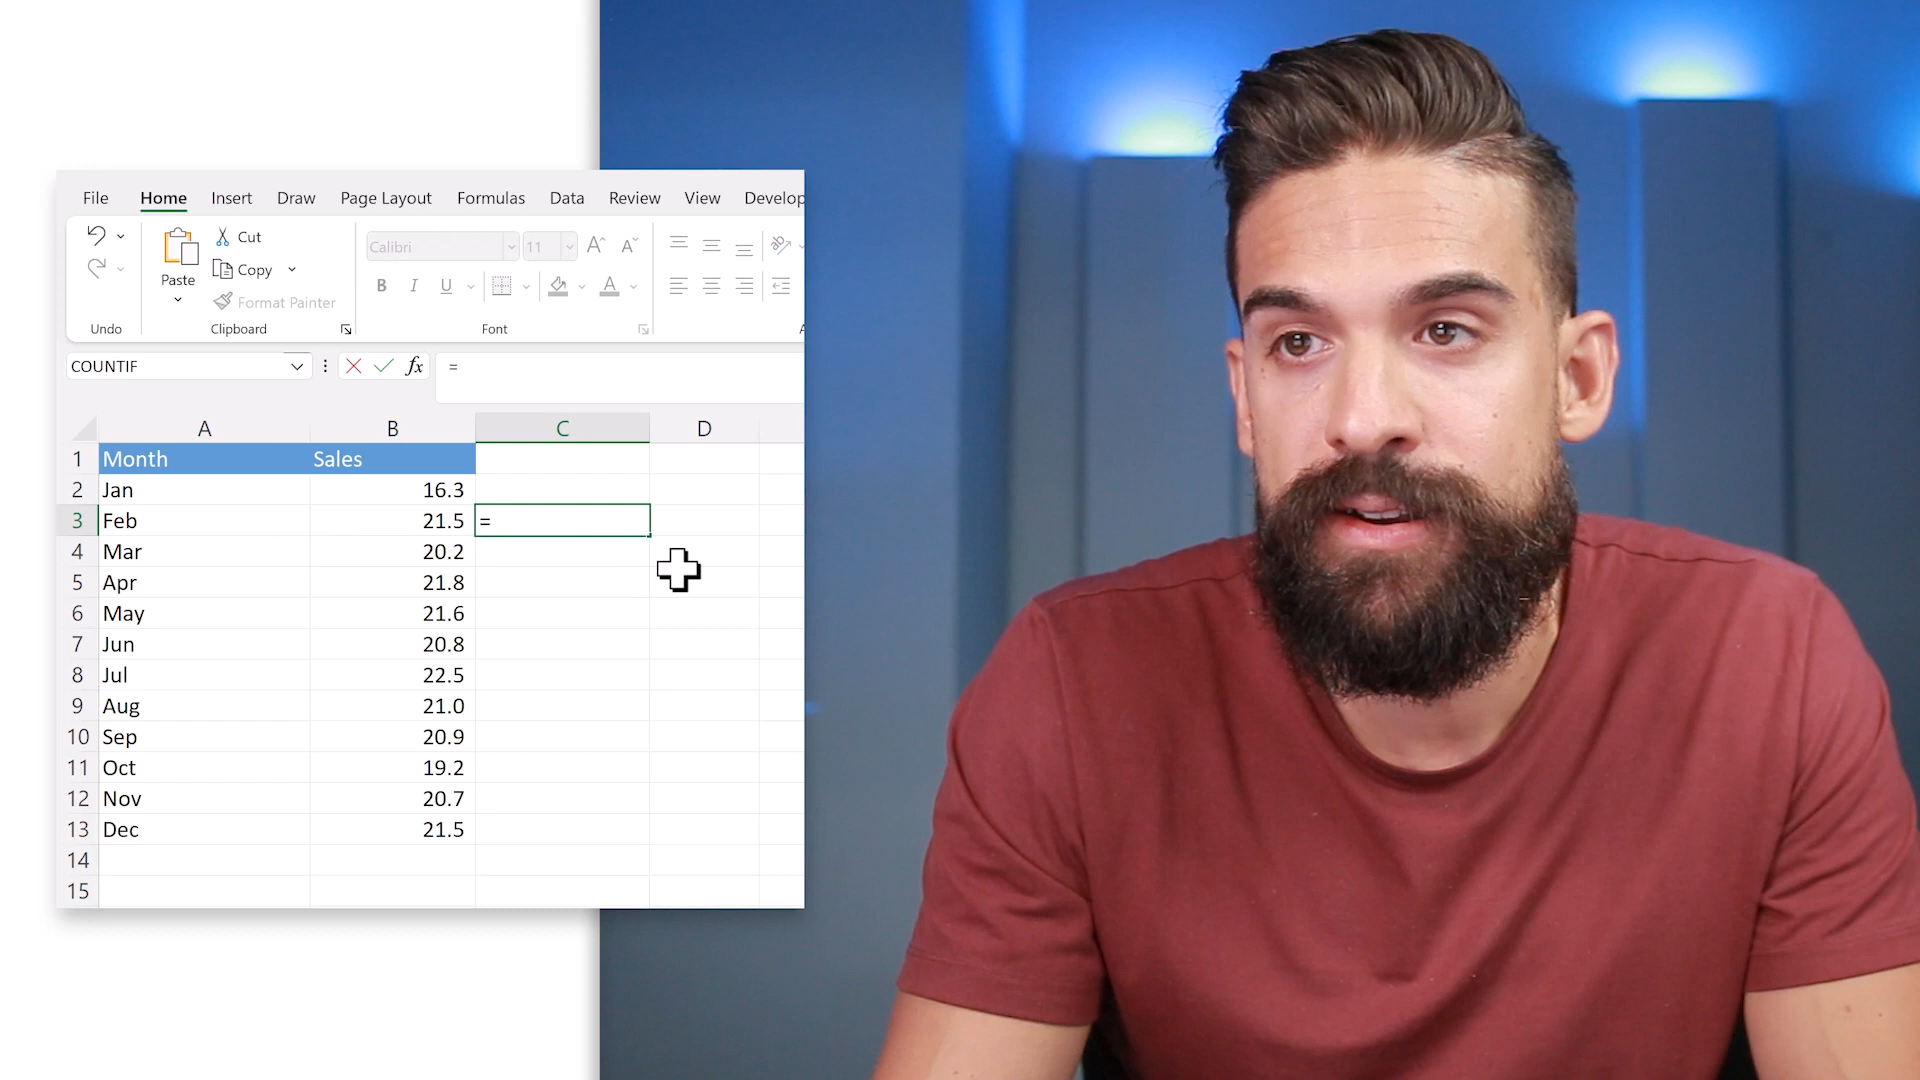 File Home Insert Draw Page Layout Formulas Data Review View Develop
Calibri 11 A A
Cut
Copy
Paste
B I U A
Format Painter
Undo Clipboard Font
COUNTIF fx =
A B C D
1 Month Sales
2 Jan 16.3
3 Feb 21.5 =
4 Mar 20.2
5 Apr 21.8
6 May 21.6
7 Jun 20.8
8 Jul 22.5
9 Aug 21.0
10 Sep 20.9
11 Oct 19.2
12 Nov 20.7
13 Dec 21.5
14
15